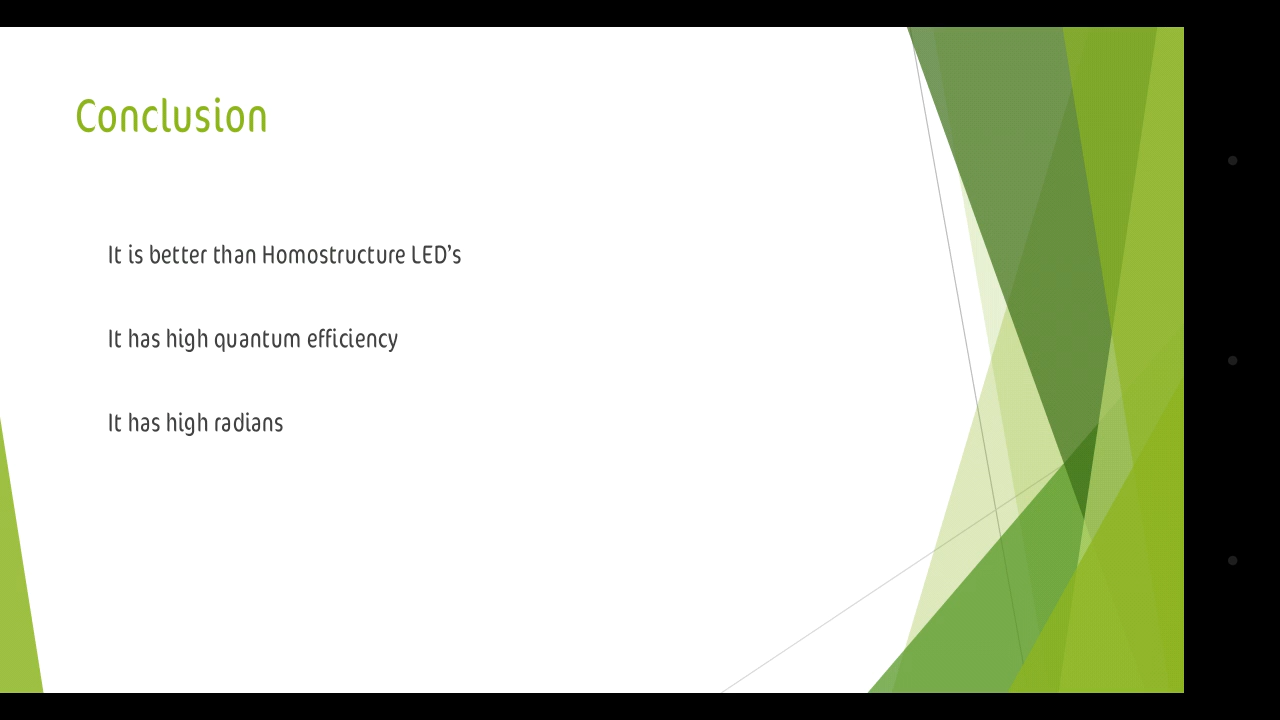 Conclusion
It is better than Homostructure LED’s
It has high quantum efficiency
It has high radians